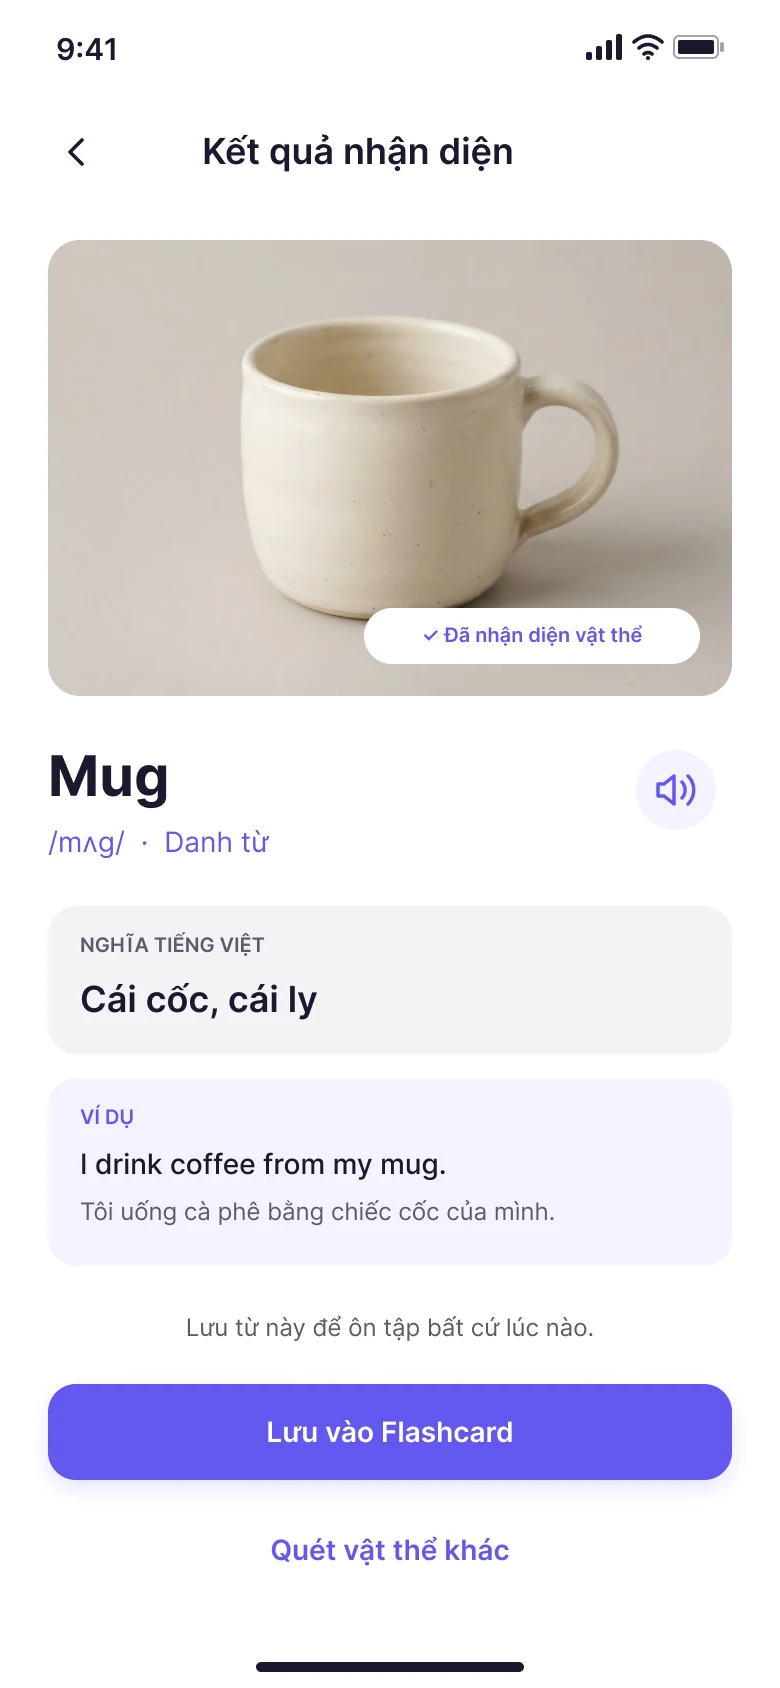 9:41
Kết quả nhận diện
✓ Đã nhận diện vật thể
Mug
/mʌg/ · Danh từ
NGHĨA TIẾNG VIỆT
Cái cốc, cái ly
VÍ DỤ
I drink coffee from my mug.
Tôi uống cà phê bằng chiếc cốc của mình.
Lưu từ này để ôn tập bất cứ lúc nào.
Lưu vào Flashcard
Quét vật thể khác